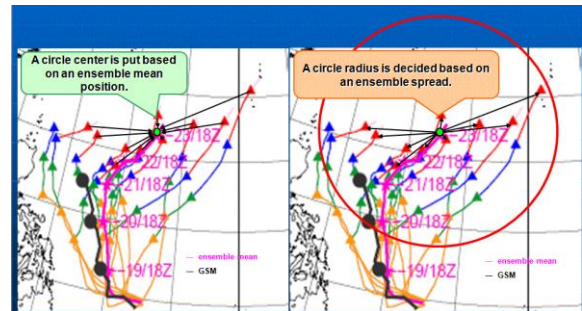 A circle center is put based
on an ensemble mean
position.
23/18Z
22/18Z
21/18Z
20/18Z
19/18Z
ensemble mean
GSM
A circle radius is decided based on
an ensemble spread.
23/18Z
22/18Z
21/18Z
20/18Z
19/18Z
ensemble mean
GSM